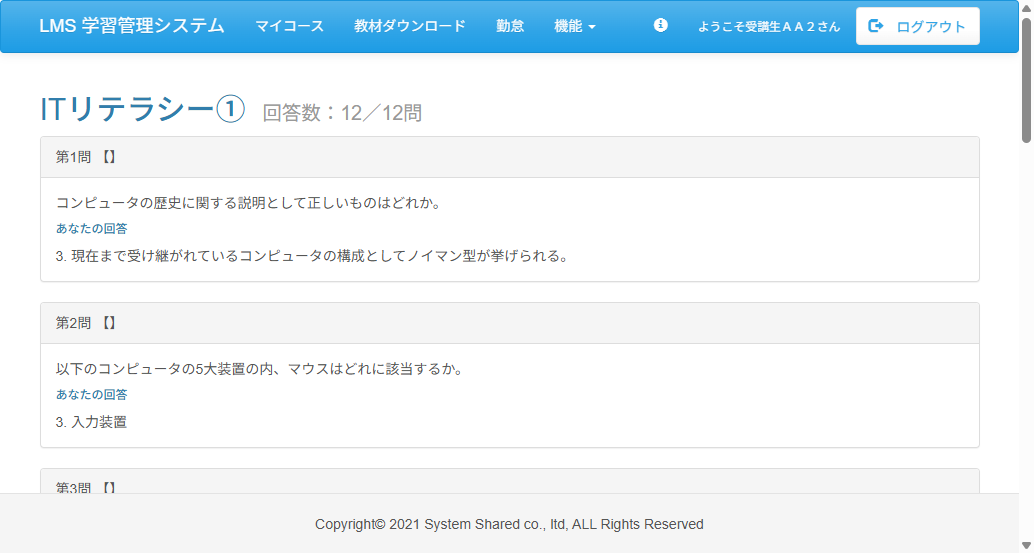 LMS 学習管理システム マイコース 教材ダウンロード 勤怠 機能 ようこそ受講生ＡＡ２さん ログアウト
ITリテラシー① 回答数：12／12問
第1問 【】
コンピュータの歴史に関する説明として正しいものはどれか。
あなたの回答
3. 現在まで受け継がれているコンピュータの構成としてノイマン型が挙げられる。
第2問 【】
以下のコンピュータの5大装置の内、マウスはどれに該当するか。
あなたの回答
3. 入力装置
第3問 【】
Copyright© 2021 System Shared co., ltd, ALL Rights Reserved